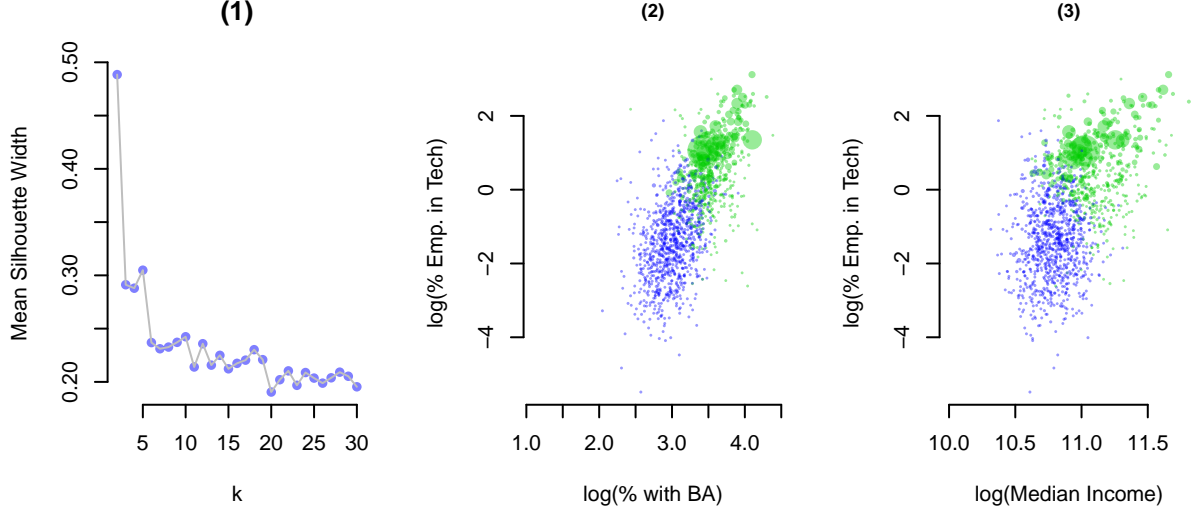 (1)
Mean Silhouette Width
0.50
0.40
0.30
0.20
5 10 15 20 25 30
k
(2)
log(% Emp. in Tech)
2
0
−2
−4
1.0 2.0 3.0 4.0
log(% with BA)
(3)
log(% Emp. in Tech)
2
0
−2
−4
10.0 10.5 11.0 11.5
log(Median Income)